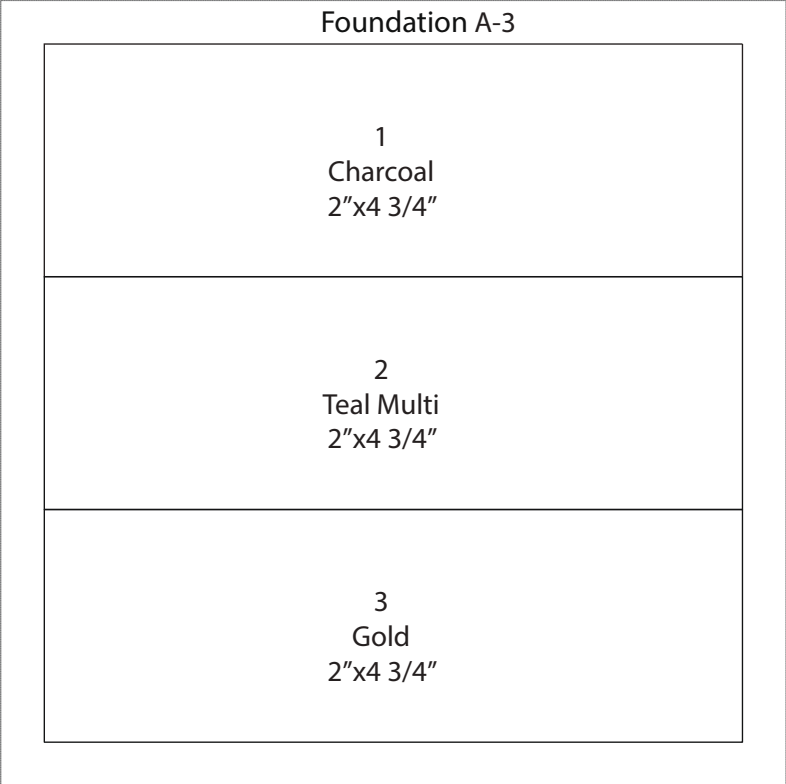 Foundation A-3
1
Charcoal
2”x4 3/4”
2
Teal Multi
2”x4 3/4”
3
Gold
2”x4 3/4”